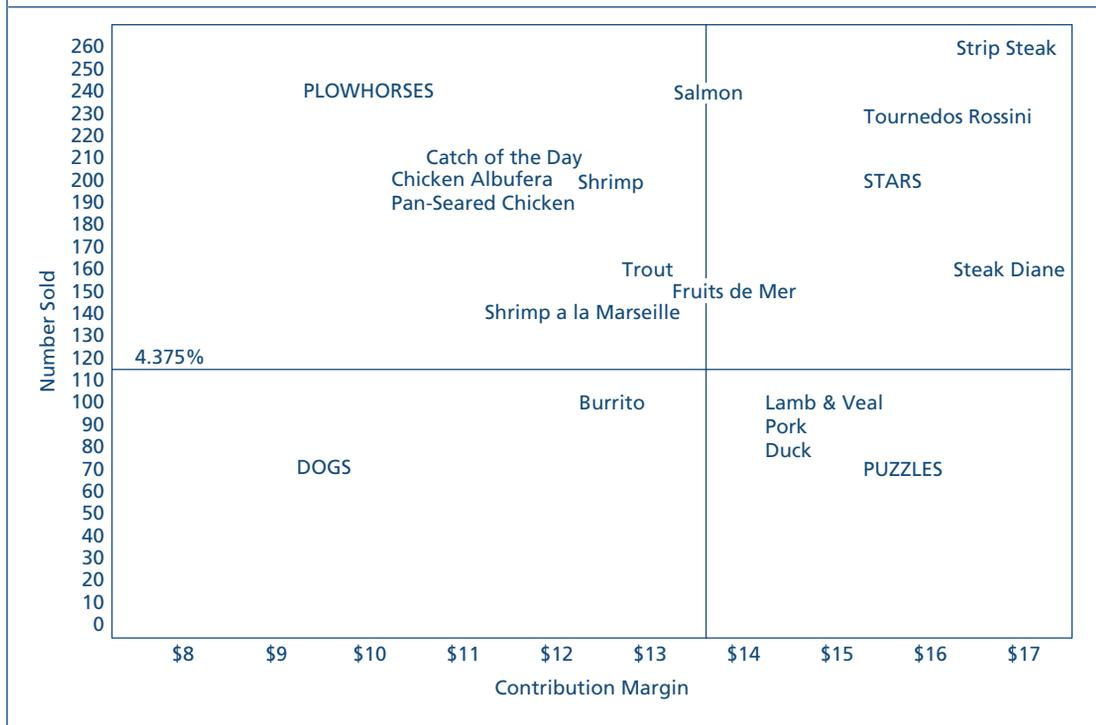 260
Strip Steak
250
240
PLOWHORSES
Salmon
230
Tournedos Rossini
220
210
Catch of the Day
200
Chicken Albufera
Shrimp
STARS
190
Pan-Seared Chicken
180
170
160
Trout
Steak Diane
150
Fruits de Mer
140
Shrimp a la Marseille
130
120
4.375%
110
100
Burrito
Lamb & Veal
90
Pork
80
Duck
70
DOGS
PUZZLES
60
50
40
30
20
10
0
Number Sold
$8 $9 $10 $11 $12 $13 $14 $15 $16 $17
Contribution Margin